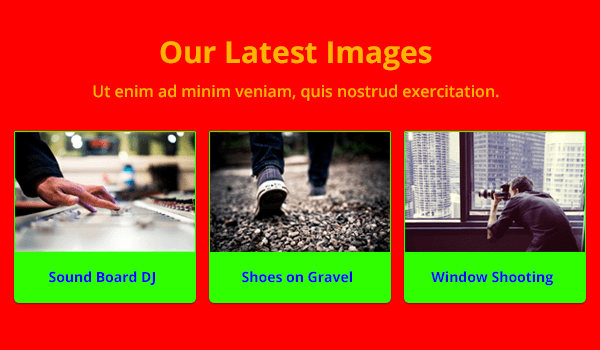 Our Latest Images
Ut enim ad minim veniam, quis nostrud exercitation.
Sound Board DJ
Shoes on Gravel
Window Shooting